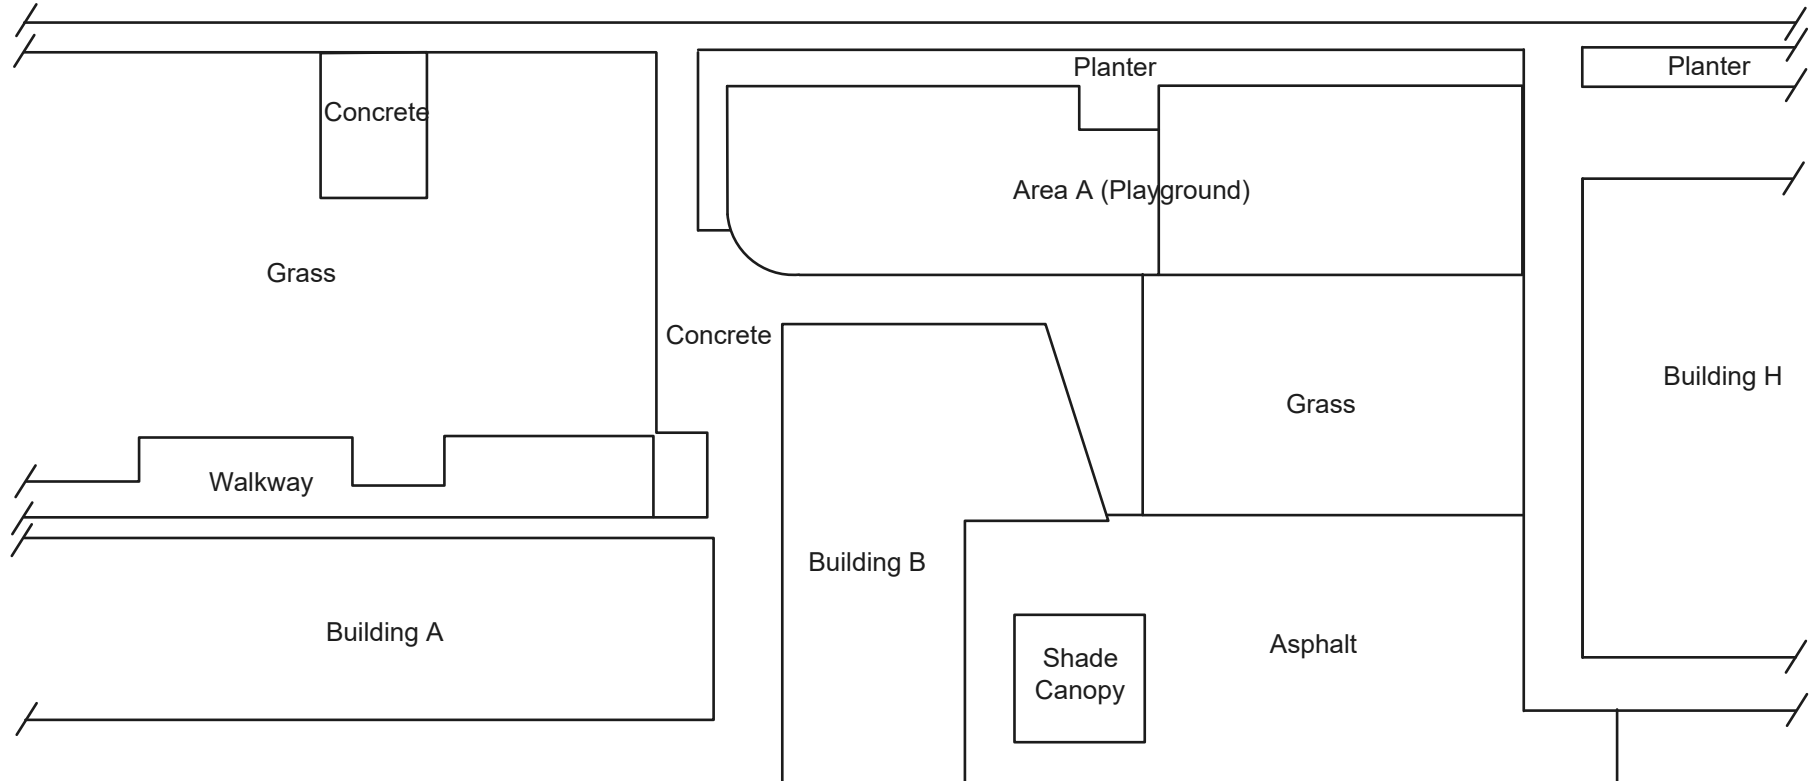 Planter
Planter
Concrete
Area A (Playground)
Grass
Concrete
Building H
Grass
Walkway
Building B
Building A
Asphalt
Shade
Canopy